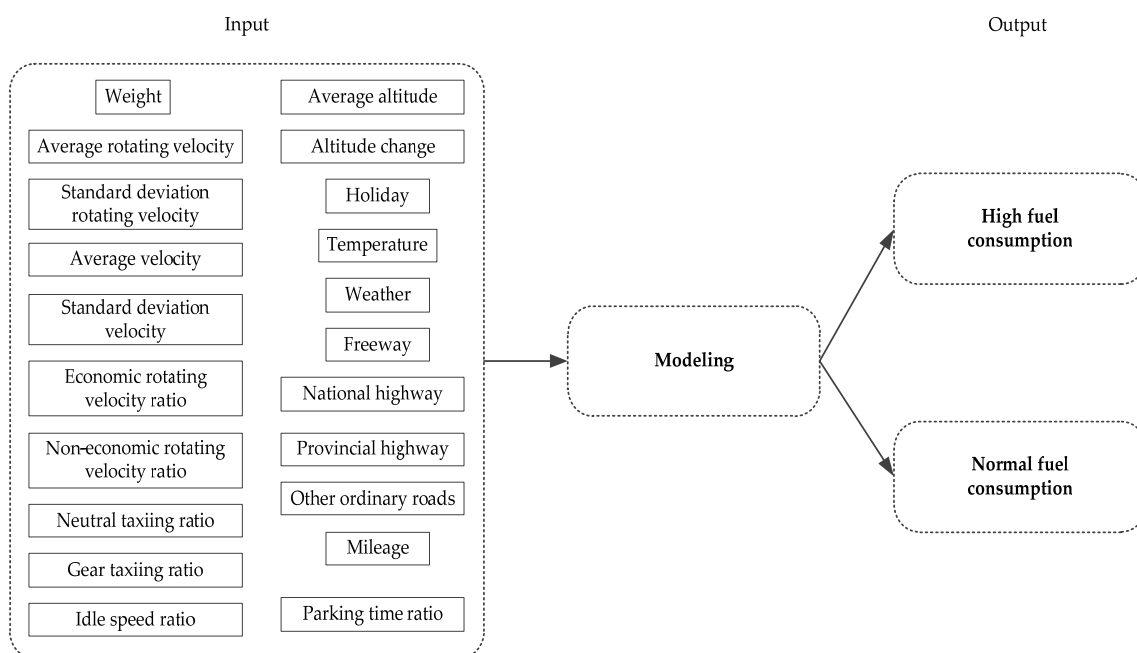 Input
Output
Weight
Average rotating velocity
Standard deviation
rotating velocity
Average velocity
Standard deviation
velocity
Economic rotating
velocity ratio
Non-economic rotating
velocity ratio
Neutral taxiing ratio
Gear taxiing ratio
Idle speed ratio
Average altitude
Altitude change
Holiday
Temperature
Weather
Freeway
National highway
Provincial highway
Other ordinary roads
Mileage
Parking time ratio
Modeling
High fuel
consumption
Normal fuel
consumption